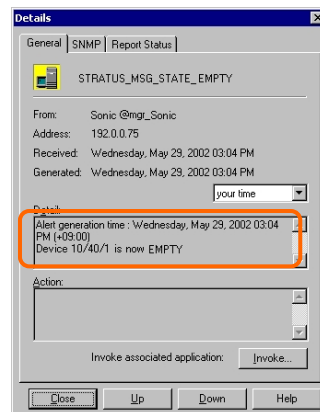 Details
General SNMP Report Status
STRATUS_MSG_STATE_EMPTY
From: Sonic @mgr_Sonic
Address: 192.0.0.75
Received: Wednesday, May 29, 2002 03:04 PM
Generated: Wednesday, May 29, 2002 03:04 PM
your time
Detail:
Alert generation time : Wednesday, May 29, 2002 03:04
PM (+09:00)
Device 10/40/1 is now EMPTY
Action:
Invoke associated application: Invoke...
Close Up Down Help